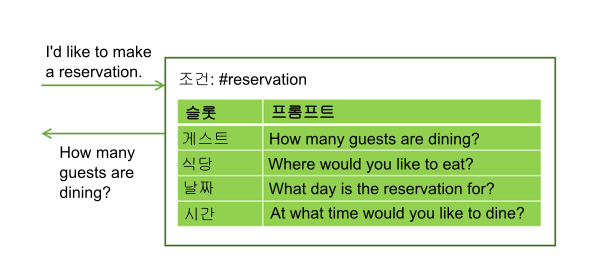 I'd like to make
a reservation.
조건: #reservation
슬롯 프롬프트
게스트 How many guests are dining?
식당 Where would you like to eat?
날짜 What day is the reservation for?
시간 At what time would you like to dine?
How many
guests are
dining?